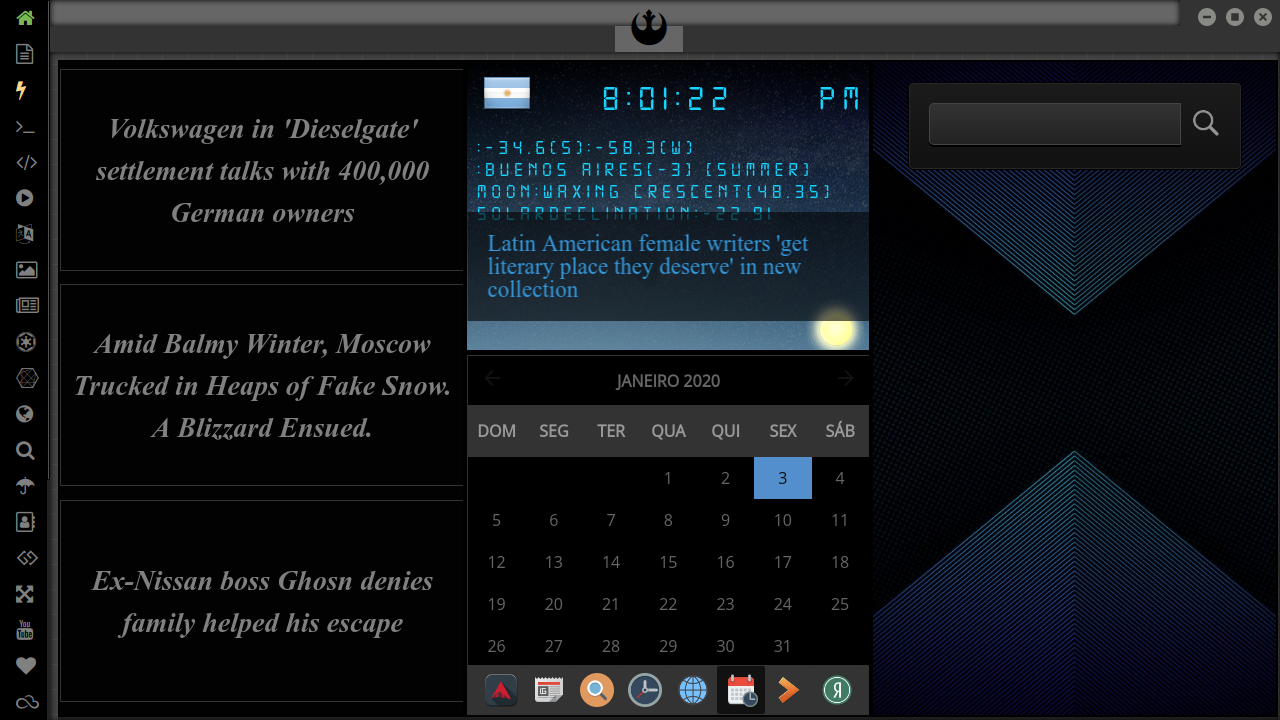 Volkswagen in 'Dieselgate'
settlement talks with 400,000
German owners
Amid Balmy Winter, Moscow
Trucked in Heaps of Fake Snow.
A Blizzard Ensued.
Ex-Nissan boss Ghosn denies
family helped his escape
8:01:22 PM
:-34.6(S):-58.3(W)
:BUENOS AIRES(-3) (SUMMER)
MOON:WAXING CRESCENT(48.35)
SOLARDECLINATION:-22.91
Latin American female writers 'get
literary place they deserve' in new
collection
JANEIRO 2020
DOM SEG TER QUA QUI SEX SÁB
1 2 3 4
5 6 7 8 9 10 11
12 13 14 15 16 17 18
19 20 21 22 23 24 25
26 27 28 29 30 31
You
Tube
Я